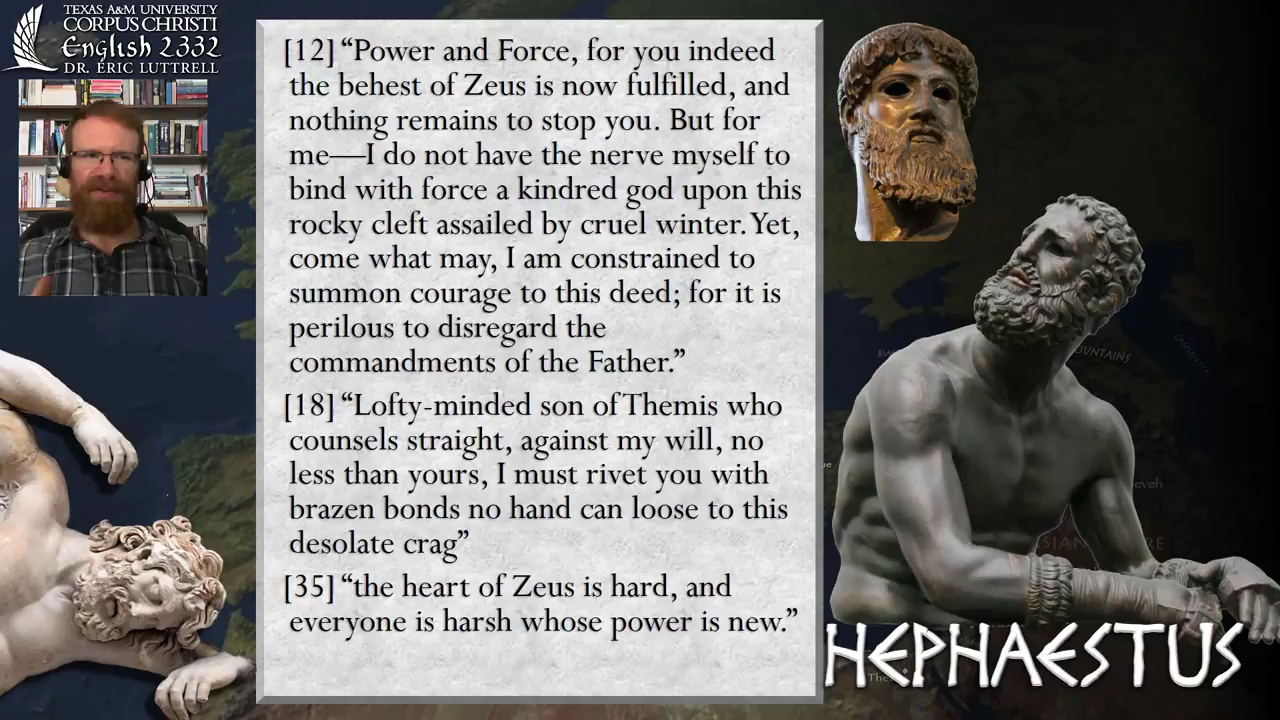 TEXAS A&M UNIVERSITY
CORPUS CHRISTI
English 2332
DR. ERIC LUTTRELL
[12] “Power and Force, for you indeed
the behest of Zeus is now fulfilled, and
nothing remains to stop you. But for
me—I do not have the nerve myself to
bind with force a kindred god upon this
rocky cleft assailed by cruel winter. Yet,
come what may, I am constrained to
summon courage to this deed; for it is
perilous to disregard the
commandments of the Father.”
[18] “Lofty-minded son of Themis who
counsels straight, against my will, no
less than yours, I must rivet you with
brazen bonds no hand can loose to this
desolate crag”
[35] “the heart of Zeus is hard, and
everyone is harsh whose power is new.”
HEPHAESTUS